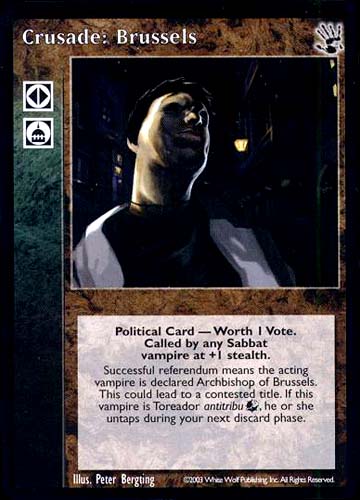 Crusade: Brussels
Political Card — Worth 1 Vote.
Called by any Sabbat
vampire at +1 stealth.
Successful referendum means the acting
vampire is declared Archbishop of Brussels.
This could lead to a contested title. If this
vampire is Toreador antitribu, he or she
untaps during your next discard phase.
Illus. Peter Bergting
©2003 White Wolf Publishing, Inc. All Rights Reserved.